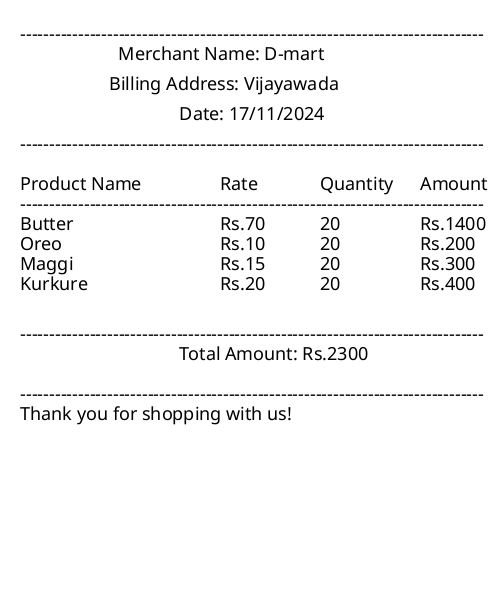 --------------------------------------------------------------------------------
Merchant Name: D-mart
Billing Address: Vijayawada
Date: 17/11/2024
--------------------------------------------------------------------------------
Product Name Rate Quantity Amount
--------------------------------------------------------------------------------
Butter Rs.70 20 Rs.1400
Oreo Rs.10 20 Rs.200
Maggi Rs.15 20 Rs.300
Kurkure Rs.20 20 Rs.400
--------------------------------------------------------------------------------
Total Amount: Rs.2300
--------------------------------------------------------------------------------
Thank you for shopping with us!